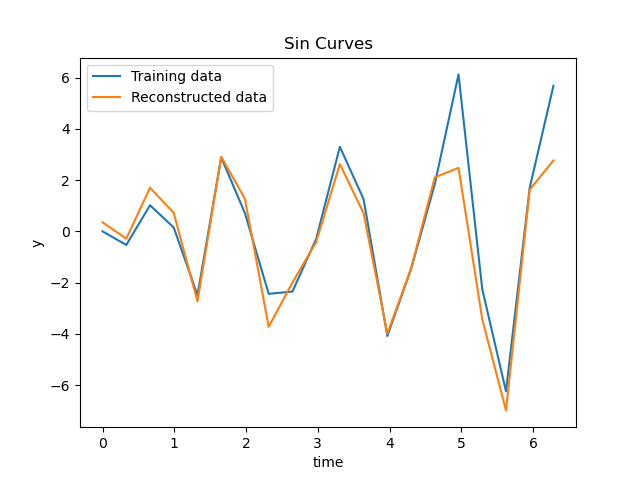 Sin Curves
Training data
Reconstructed data
6
4
2
0
−2
−4
−6
y
0 1 2 3 4 5 6
time